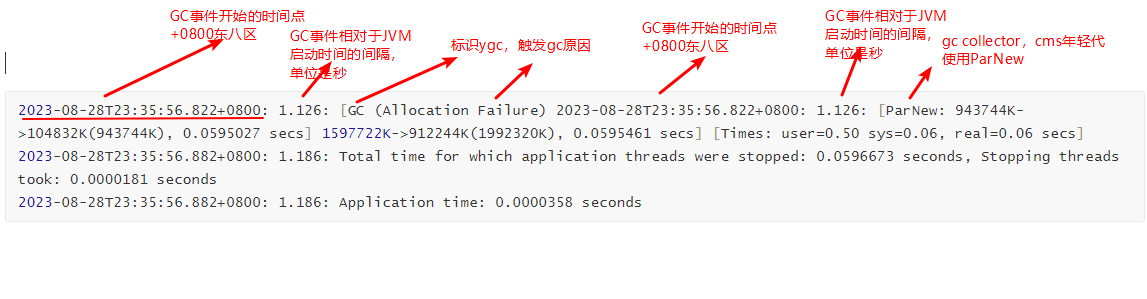 GC事件开始的时间点
+0800东八区
GC事件相对于JVM
启动时间的间隔，
单位是秒
标识ygc，触发gc原因
GC事件开始的时间点
+0800东八区
GC事件相对于JVM
启动时间的间隔，
单位是秒
gc collector，cms年轻代
使用ParNew
2023-08-28T23:35:56.822+0800: 1.126: [GC (Allocation Failure) 2023-08-28T23:35:56.822+0800: 1.126: [ParNew: 943744K-
>104832K(943744K), 0.0595027 secs] 1597722K->912244K(1992320K), 0.0595461 secs] [Times: user=0.50 sys=0.06, real=0.06 secs]
2023-08-28T23:35:56.882+0800: 1.186: Total time for which application threads were stopped: 0.0596673 seconds, Stopping threads
took: 0.0000181 seconds
2023-08-28T23:35:56.882+0800: 1.186: Application time: 0.0000358 seconds